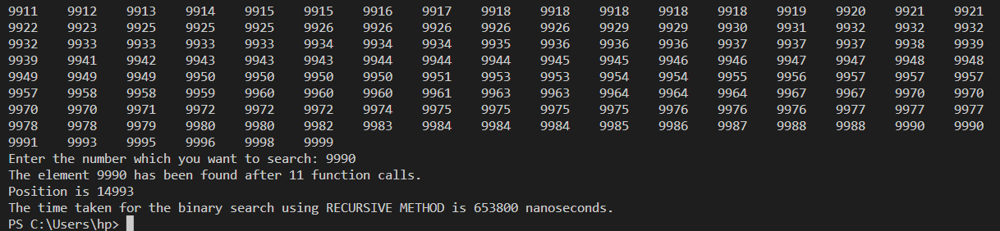 9911 9912 9913 9914 9915 9915 9916 9917 9918 9918 9918 9918 9918 9919 9920 9921 9921
9922 9923 9925 9925 9925 9926 9926 9926 9926 9926 9929 9929 9930 9931 9932 9932 9932
9932 9933 9933 9933 9933 9934 9934 9934 9935 9936 9936 9936 9937 9937 9937 9938 9939
9939 9941 9942 9943 9943 9943 9944 9944 9944 9945 9945 9946 9946 9947 9947 9948 9948
9949 9949 9949 9950 9950 9950 9950 9951 9953 9953 9954 9954 9955 9956 9957 9957 9957
9957 9958 9958 9959 9960 9960 9960 9961 9963 9963 9964 9964 9964 9967 9967 9970 9970
9970 9970 9971 9972 9972 9972 9974 9975 9975 9975 9975 9976 9976 9976 9977 9977 9977
9978 9978 9979 9980 9980 9982 9983 9984 9984 9984 9985 9986 9987 9988 9988 9990 9990
9991 9993 9995 9996 9998 9999
Enter the number which you want to search: 9990
The element 9990 has been found after 11 function calls.
Position is 14993
The time taken for the binary search using RECURSIVE METHOD is 653800 nanoseconds.
PS C:\Users\hp>